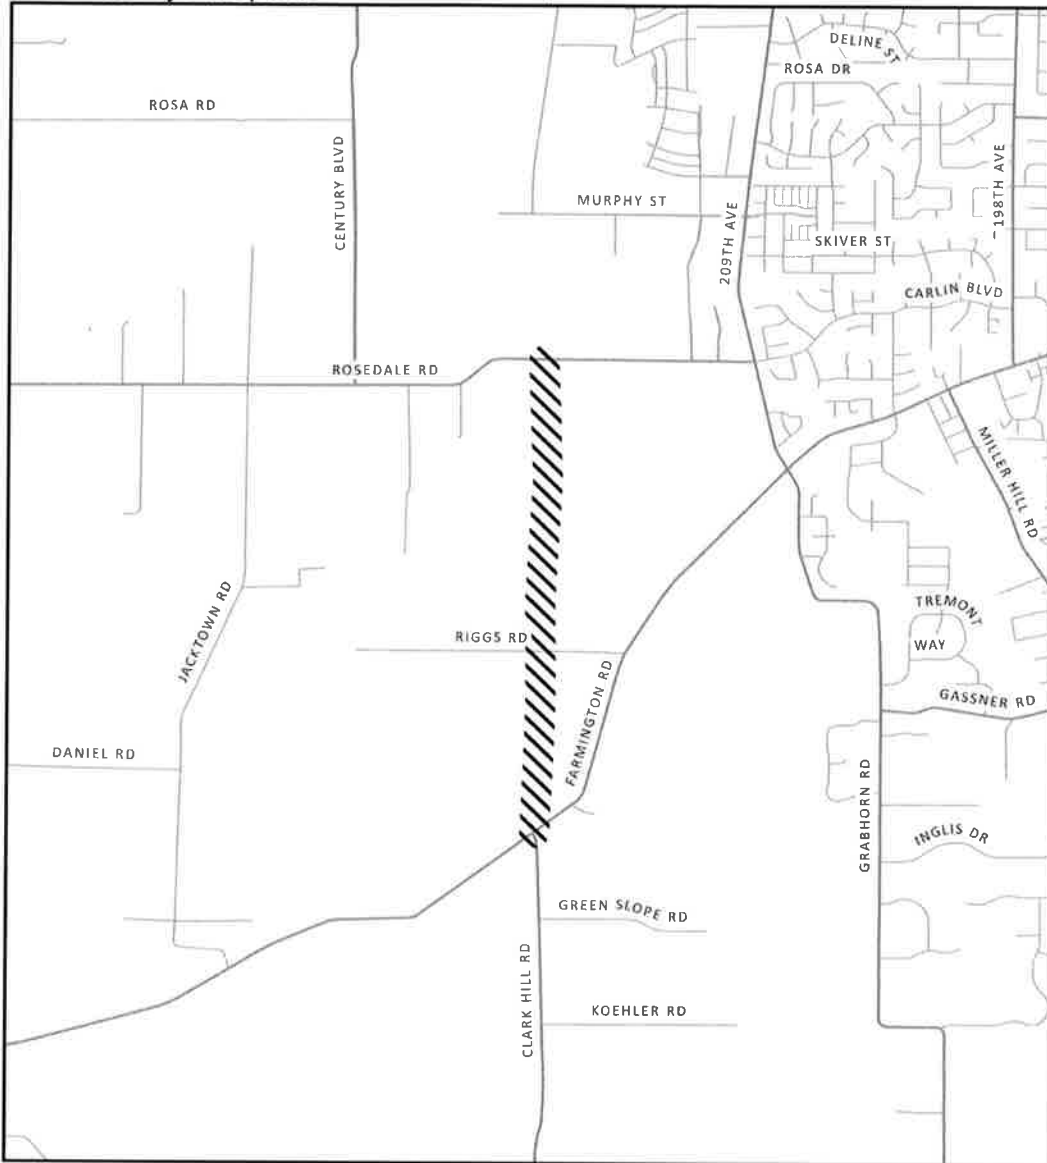 DELINE ST
ROSA DR
ROSA RD
CENTURY BLVD
198TH AVE
MURPHY ST
209TH AVE
SKIVER ST
CARLIN BLVD
ROSEDALE RD
MILLER HILL RD
JACKTOWN RD
TREMONT
WAY
RIGGS RD
FARMINGTON RD
GASSNER RD
DANIEL RD
GRABHORN RD
INGLIS DR
GREEN SLOPE RD
CLARK HILL RD
KOEHLER RD